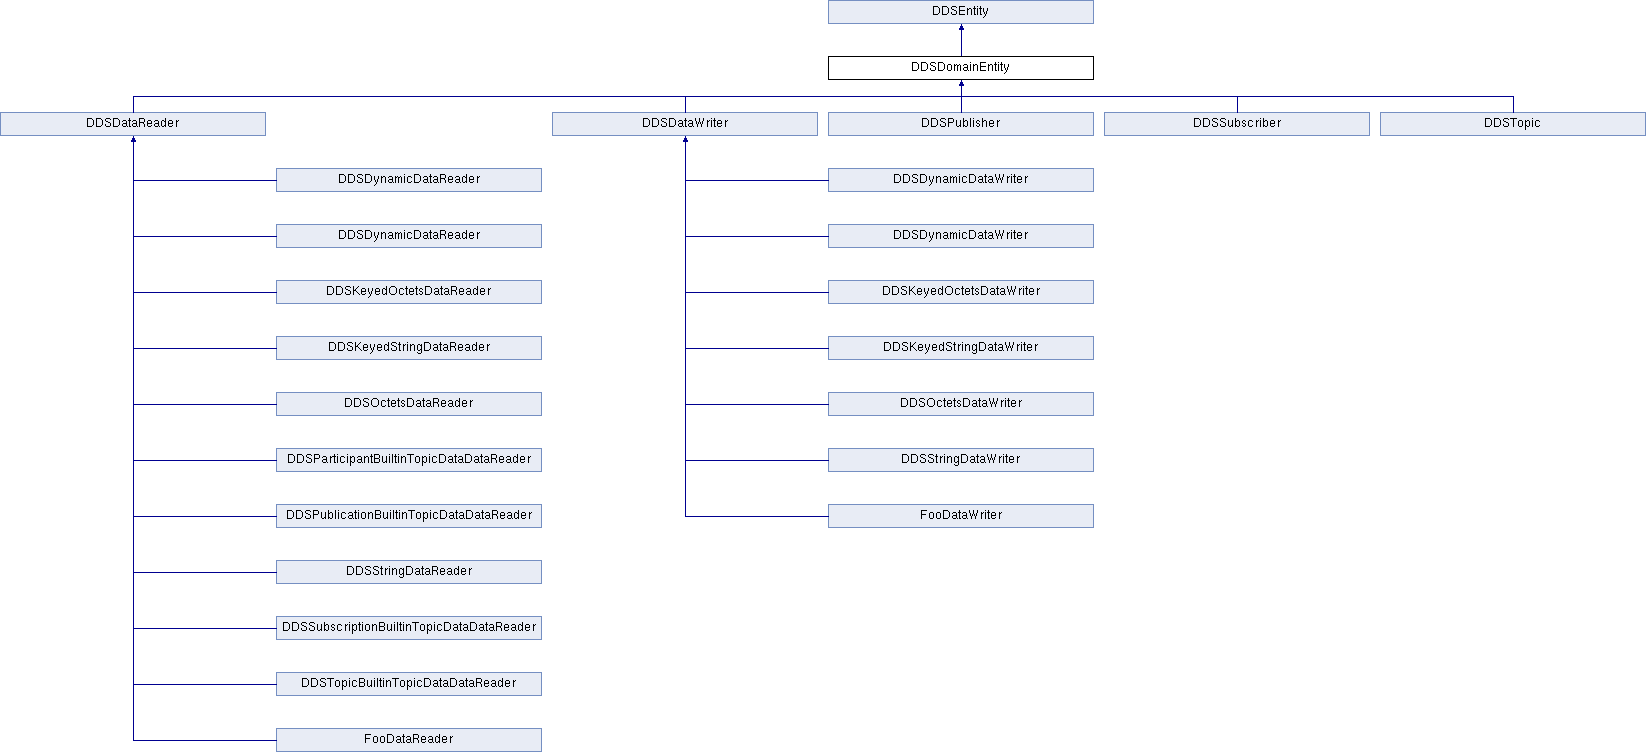 DDSEntity
DDSDomainEntity
DDSDataReader
DDSDataWriter
DDSPublisher
DDSSubscriber
DDSTopic
DDSDynamicDataReader
DDSDynamicDataWriter
DDSDynamicDataReader
DDSDynamicDataWriter
DDSKeyedOctetsDataReader
DDSKeyedOctetsDataWriter
DDSKeyedStringDataReader
DDSKeyedStringDataWriter
DDSOctetsDataReader
DDSOctetsDataWriter
DDSParticipantBuiltinTopicDataDataReader
DDSStringDataWriter
DDSPublicationBuiltinTopicDataDataReader
FooDataWriter
DDSStringDataReader
DDSSubscriptionBuiltinTopicDataDataReader
DDSTopicBuiltinTopicDataDataReader
FooDataReader